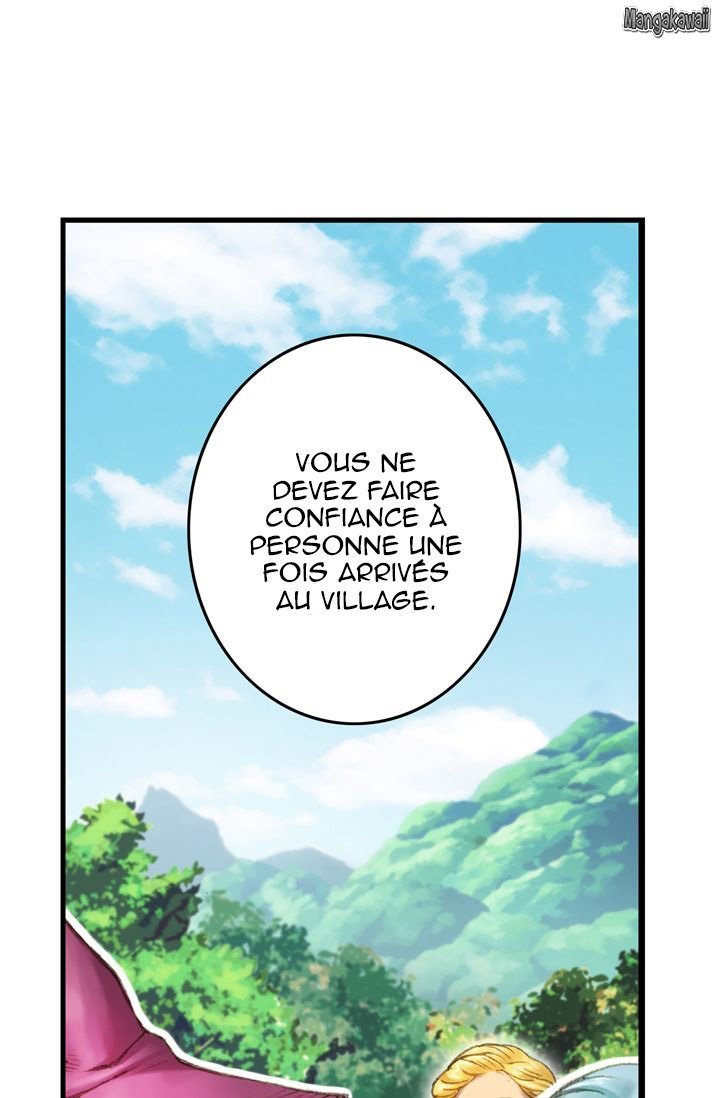 Mangakawaii
VOUS NE
DEVEZ FAIRE
CONFIANCE À
PERSONNE UNE
FOIS ARRIVÉS
AU VILLAGE.